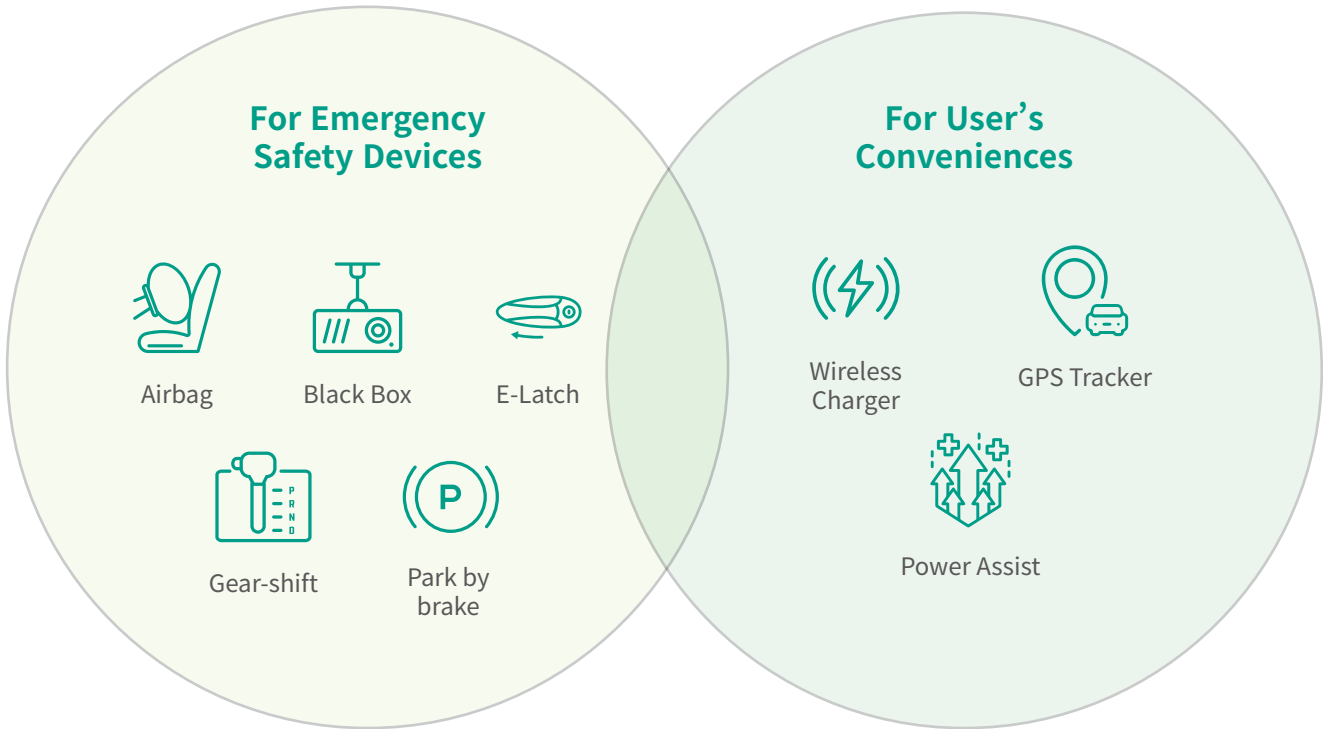 For Emergency
Safety Devices
For User’s
Conveniences
Airbag
Black Box
E-Latch
Wireless
Charger
GPS Tracker
P
R
N
D
P
Gear-shift
Park by
brake
Power Assist